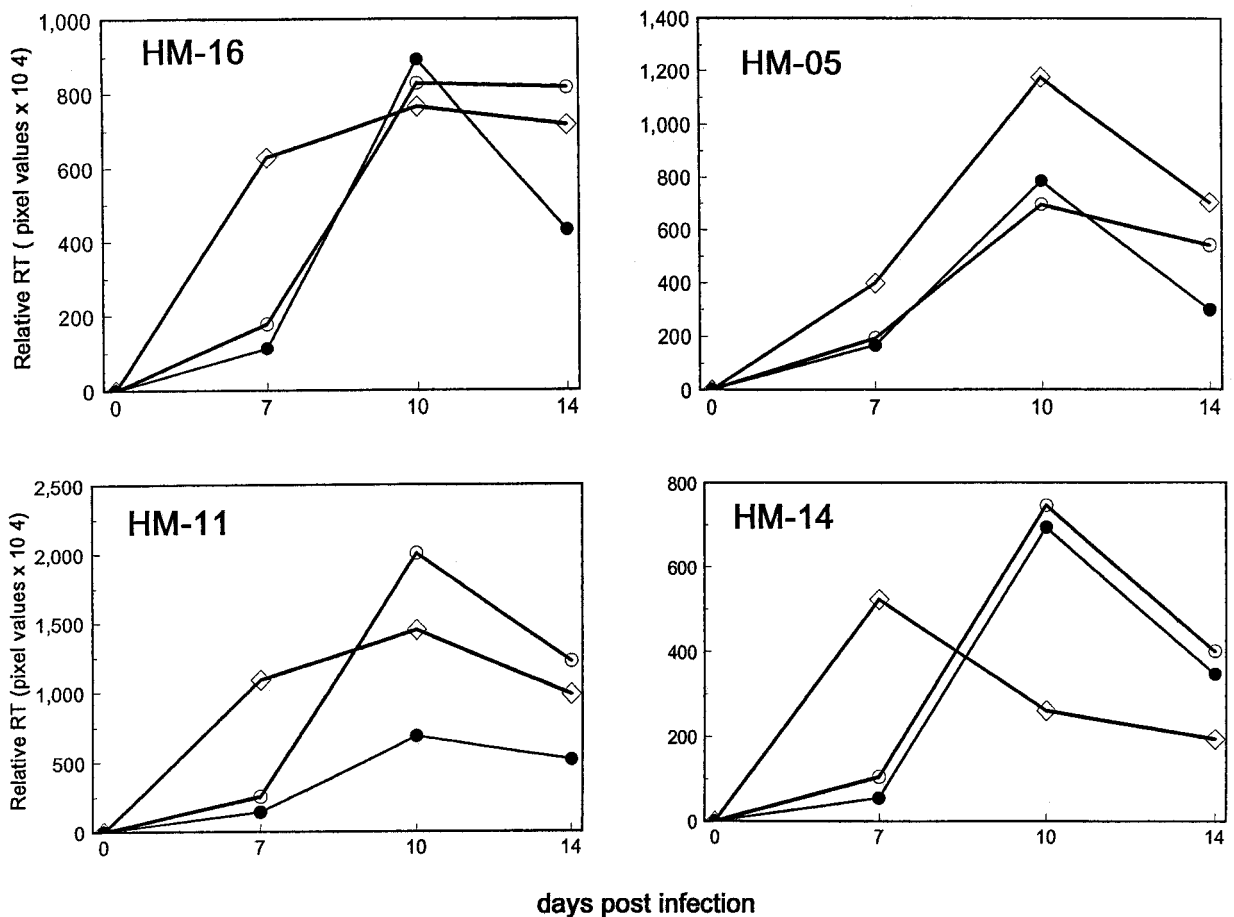 1,000
800
600
400
200
0
HM-16
Relative RT ( pixel values x 10 4)
0 7 10 14
1,400
1,200
1,000
800
600
400
200
0
HM-05
0 7 10 14
2,500
2,000
1,500
1,000
500
0
HM-11
Relative RT (pixel values x 10 4)
0 7 10 14
800
600
400
200
0
HM-14
0 7 10 14
days post infection